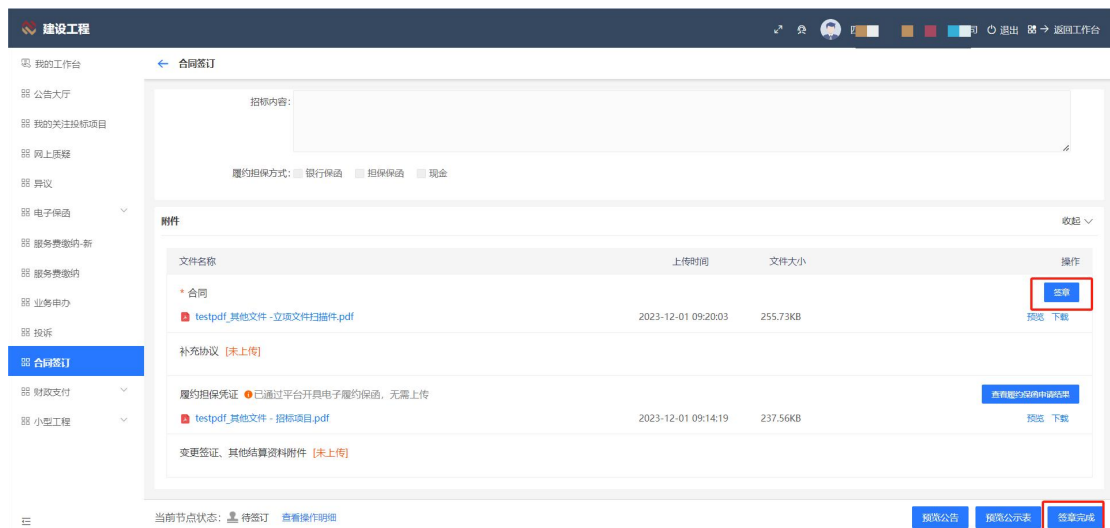 建设工程
退出 返回工作台
我的工作台
公告大厅
我的关注投标项目
网上质疑
异议
电子保函
服务费缴纳-新
服务费缴纳
业务申办
投诉
合同签订
财政支付
小型工程
← 合同签订
招标内容:
履约担保方式: 银行保函 担保保函 现金
附件 收起
文件名称 上传时间 文件大小 操作
* 合同 签章
testpdf_其他文件 -立项文件扫描件.pdf 2023-12-01 09:20:03 255.73KB 预览 下载
补充协议 [未上传]
履约担保凭证 已通过平台开具电子履约保函，无需上传 查看履约保函申请结果
testpdf_其他文件 - 招标项目.pdf 2023-12-01 09:14:19 237.56KB 预览 下载
变更签证、其他结算资料附件 [未上传]
当前节点状态: 待签订 查看操作明细 预览公告 预览公示表 签章完成